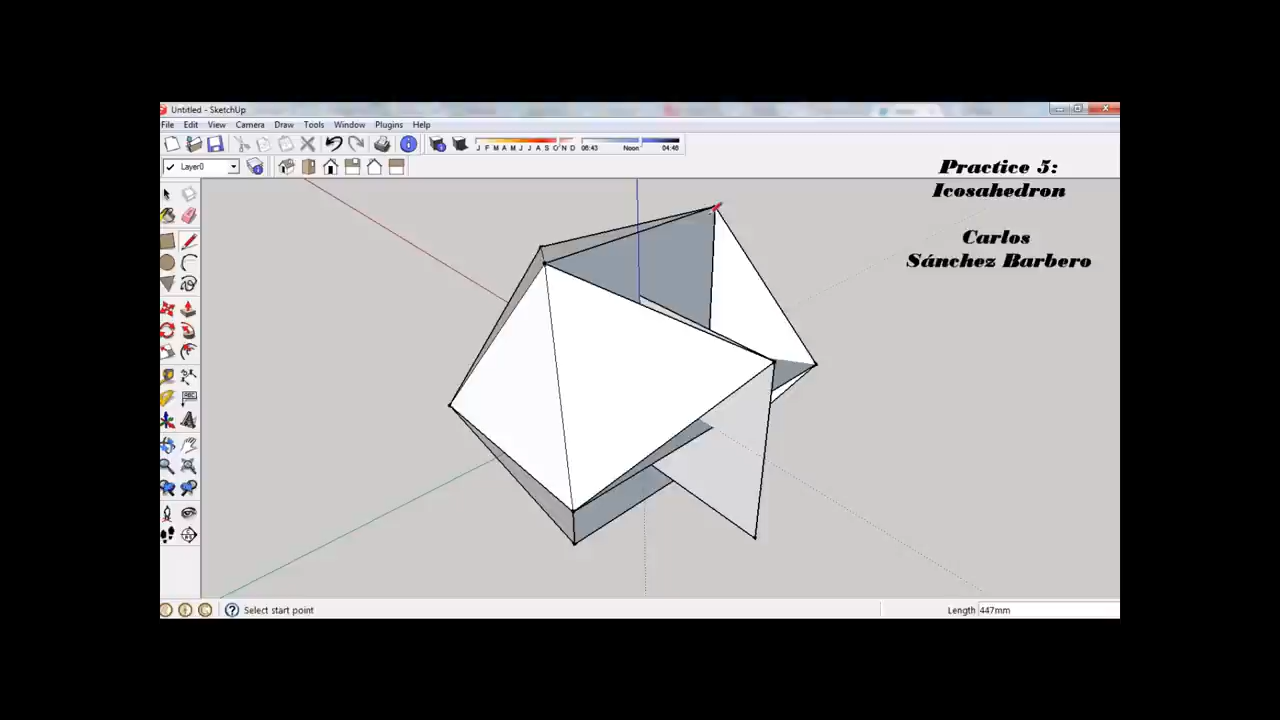 Untitled - SketchUp
File Edit View Camera Draw Tools Window Plugins Help
J F M A M J J A S O N D 06:43 Noon 04:46
Layer0
Practice 5:
Icosahedron
Carlos
Sánchez Barbero
Select start point Length 447mm